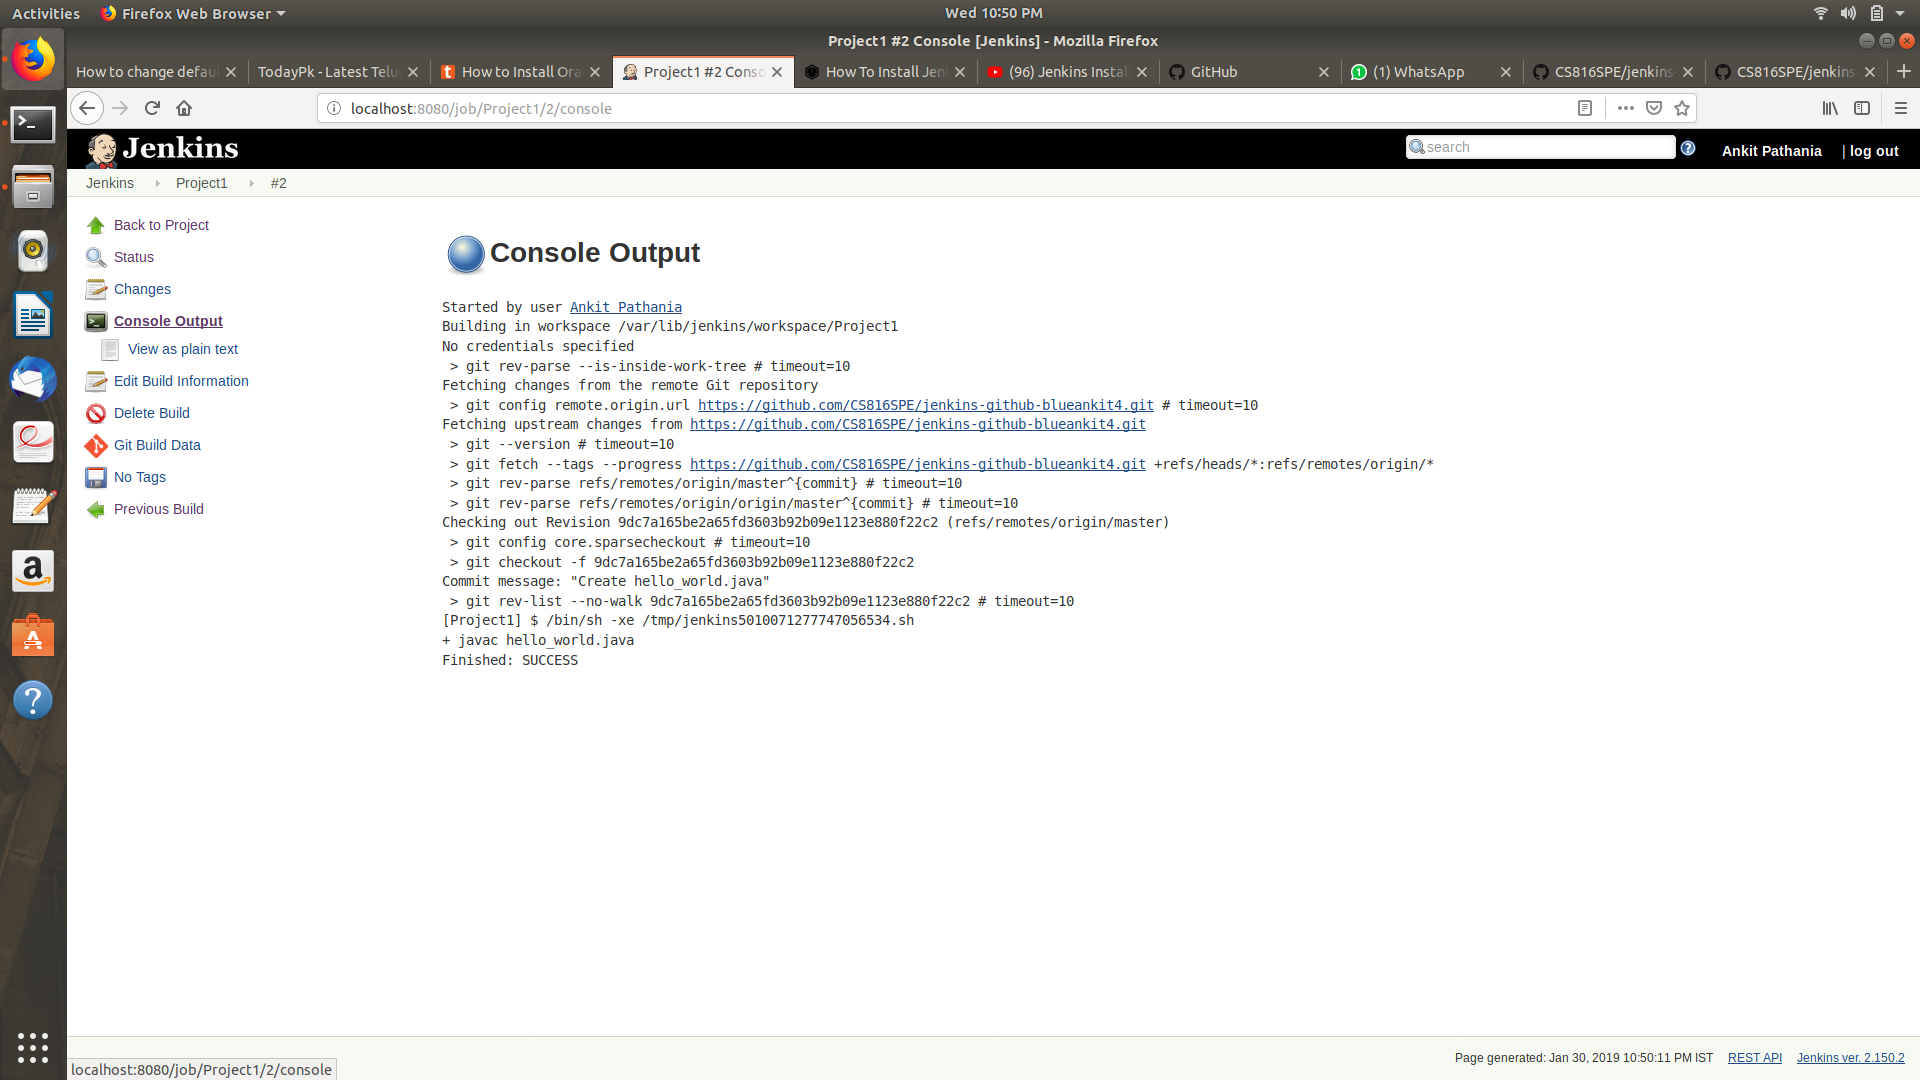 Activities
Firefox Web Browser
Wed 10:50 PM
Project1 #2 Console [Jenkins] - Mozilla Firefox
How to change defau
TodayPk - Latest Telug
How to Install Ora
Project1 #2 Conso
How To Install Jen
(96) Jenkins Install
GitHub
(1) WhatsApp
CS816SPE/jenkins-
CS816SPE/jenkins-
localhost:8080/job/Project1/2/console
Jenkins
search
Ankit Pathania
| log out
Jenkins
Project1
#2
Back to Project
Status
Changes
Console Output
View as plain text
Edit Build Information
Delete Build
Git Build Data
No Tags
Previous Build
Console Output
Started by user Ankit Pathania
Building in workspace /var/lib/jenkins/workspace/Project1
No credentials specified
> git rev-parse --is-inside-work-tree # timeout=10
Fetching changes from the remote Git repository
> git config remote.origin.url https://github.com/CS816SPE/jenkins-github-blueankit4.git # timeout=10
Fetching upstream changes from https://github.com/CS816SPE/jenkins-github-blueankit4.git
> git --version # timeout=10
> git fetch --tags --progress https://github.com/CS816SPE/jenkins-github-blueankit4.git +refs/heads/*:refs/remotes/origin/*
> git rev-parse refs/remotes/origin/master^{commit} # timeout=10
> git rev-parse refs/remotes/origin/origin/master^{commit} # timeout=10
Checking out Revision 9dc7a165be2a65fd3603b92b09e1123e880f22c2 (refs/remotes/origin/master)
> git config core.sparsecheckout # timeout=10
> git checkout -f 9dc7a165be2a65fd3603b92b09e1123e880f22c2
Commit message: "Create hello_world.java"
> git rev-list --no-walk 9dc7a165be2a65fd3603b92b09e1123e880f22c2 # timeout=10
[Project1] $ /bin/sh -xe /tmp/jenkins5010071277747056534.sh
+ javac hello_world.java
Finished: SUCCESS
Page generated: Jan 30, 2019 10:50:11 PM IST
REST API
Jenkins ver. 2.150.2
localhost:8080/job/Project1/2/console